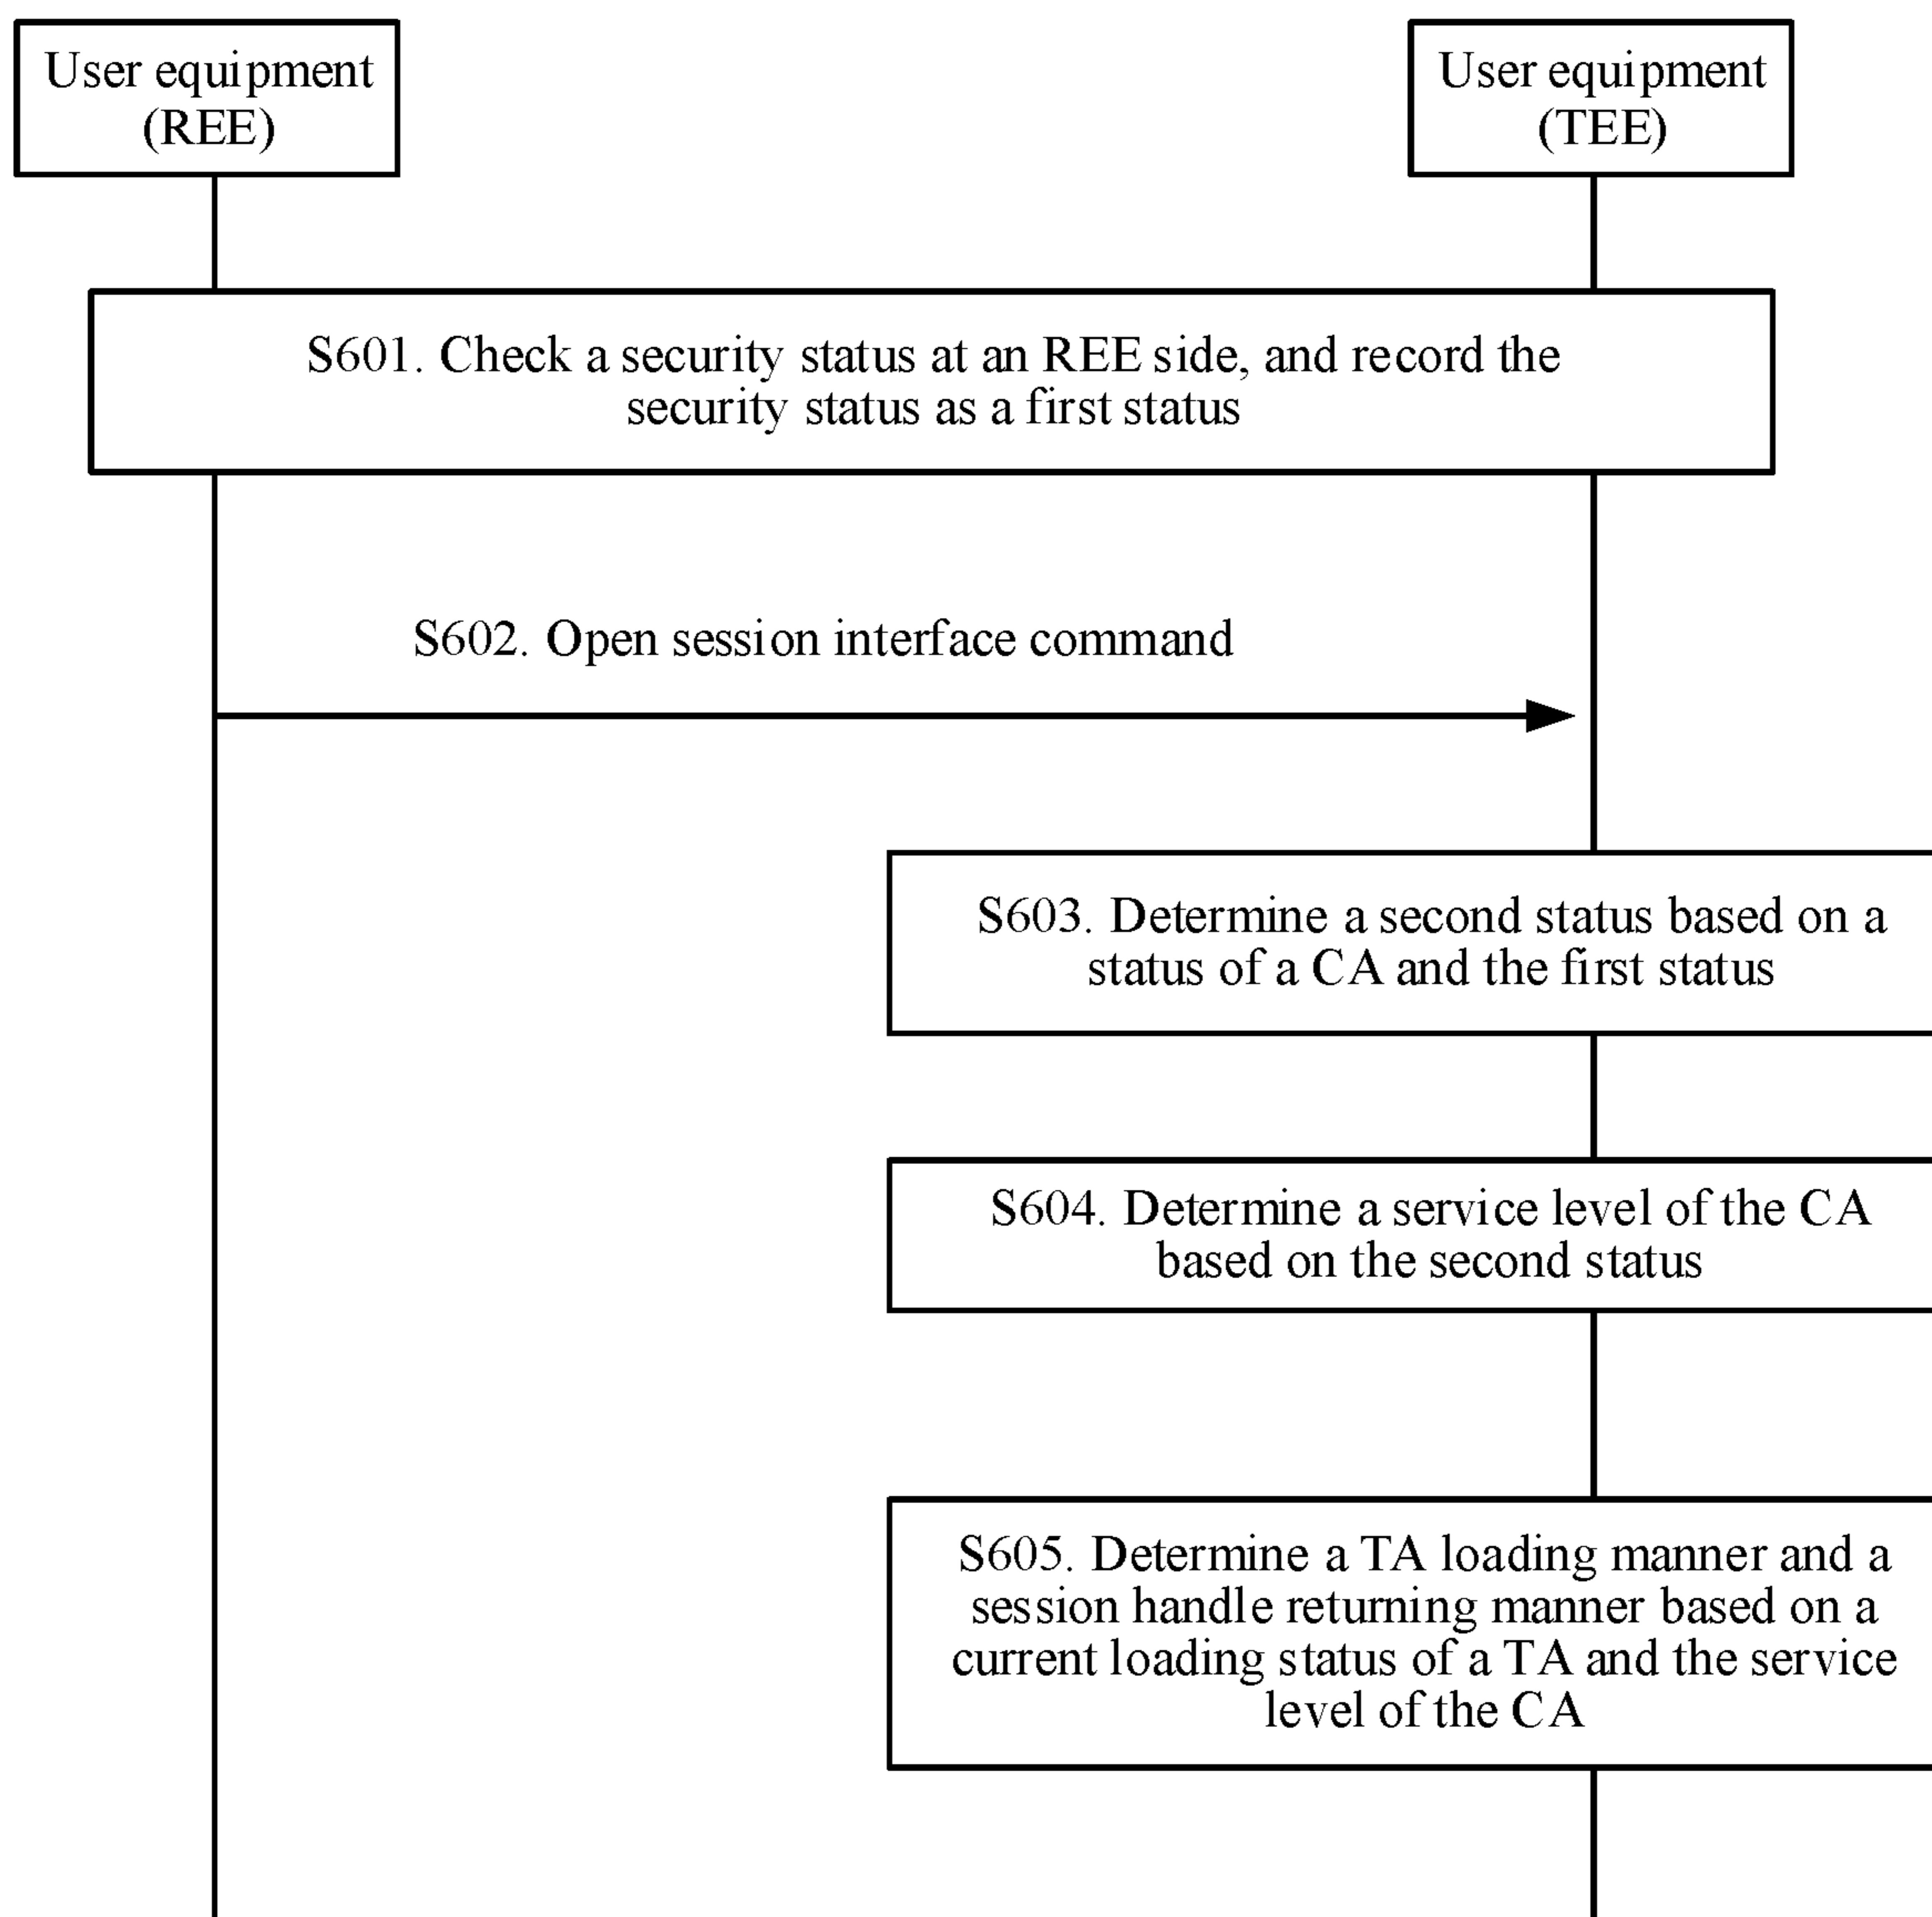 User equipment
(REE)
User equipment
(TEE)
S601. Check a security status at an REE side, and record the
security status as a first status
S602. Open session interface command
S603. Determine a second status based on a
status of a CA and the first status
S604. Determine a service level of the CA
based on the second status
S605. Determine a TA loading manner and a
session handle returning manner based on a
current loading status of a TA and the service
level of the CA